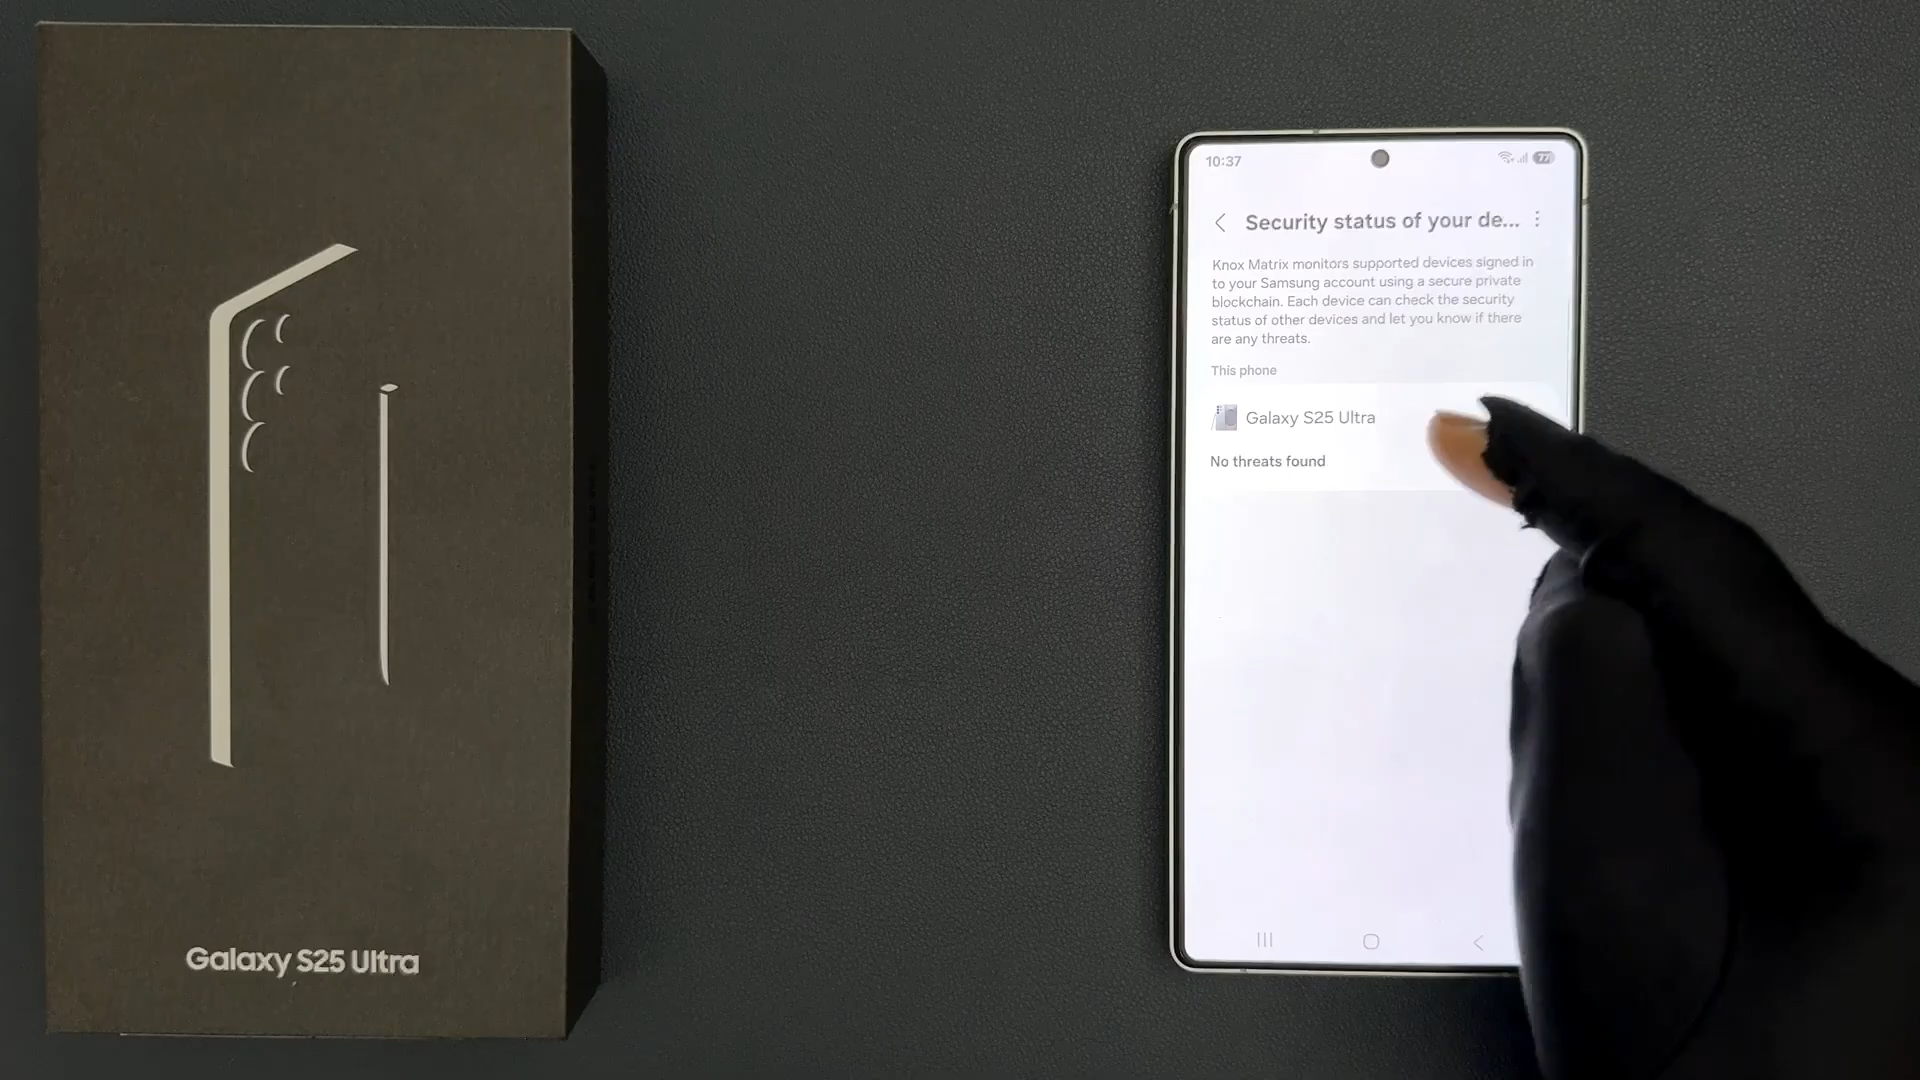 Galaxy S25 Ultra
10:37
77
Security status of your de...
Knox Matrix monitors supported devices signed in
to your Samsung account using a secure private
blockchain. Each device can check the security
status of other devices and let you know if there
are any threats.
This phone
Galaxy S25 Ultra
No threats found